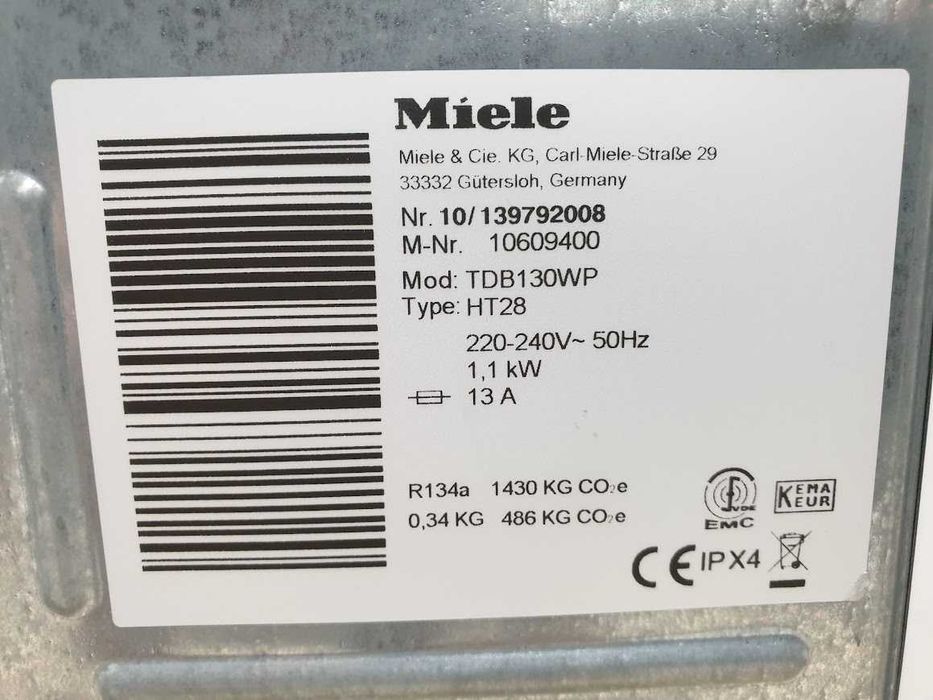 Miele
Miele & Cie. KG, Carl-Miele-Straße 29
33332 Gütersloh, Germany
Nr. 10/139792008
M-Nr. 10609400
Mod: TDB130WP
Type: HT28
220-240V~ 50Hz
1,1 kW
13 A
R134a 1430 KG CO₂e
0,34 KG 486 KG CO₂e
VDE
EMC
KEMA
KEUR
CE IPX4